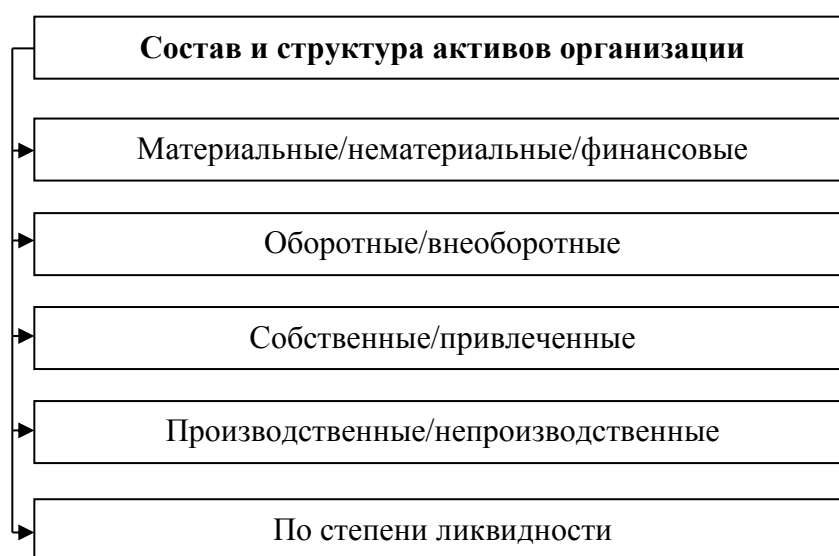 Состав и структура активов организации
Материальные/нематериальные/финансовые
Оборотные/внеоборотные
Собственные/привлеченные
Производственные/непроизводственные
По степени ликвидности